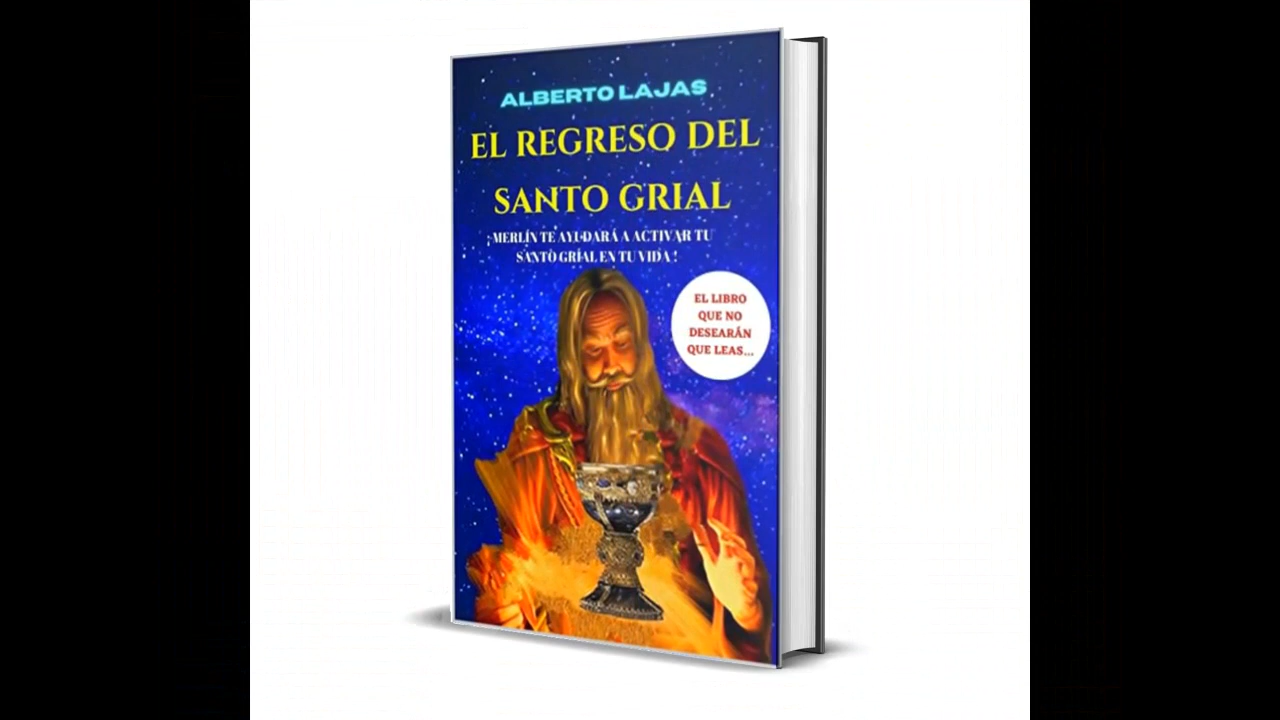 ALBERTO LAJAS
EL REGRESO DEL
SANTO GRIAL
¡MERLÍN TE AYUDARÁ A ACTIVAR TU
SANTO GRIAL EN TU VIDA !
EL LIBRO
QUE NO
DESEARÁN
QUE LEAS...